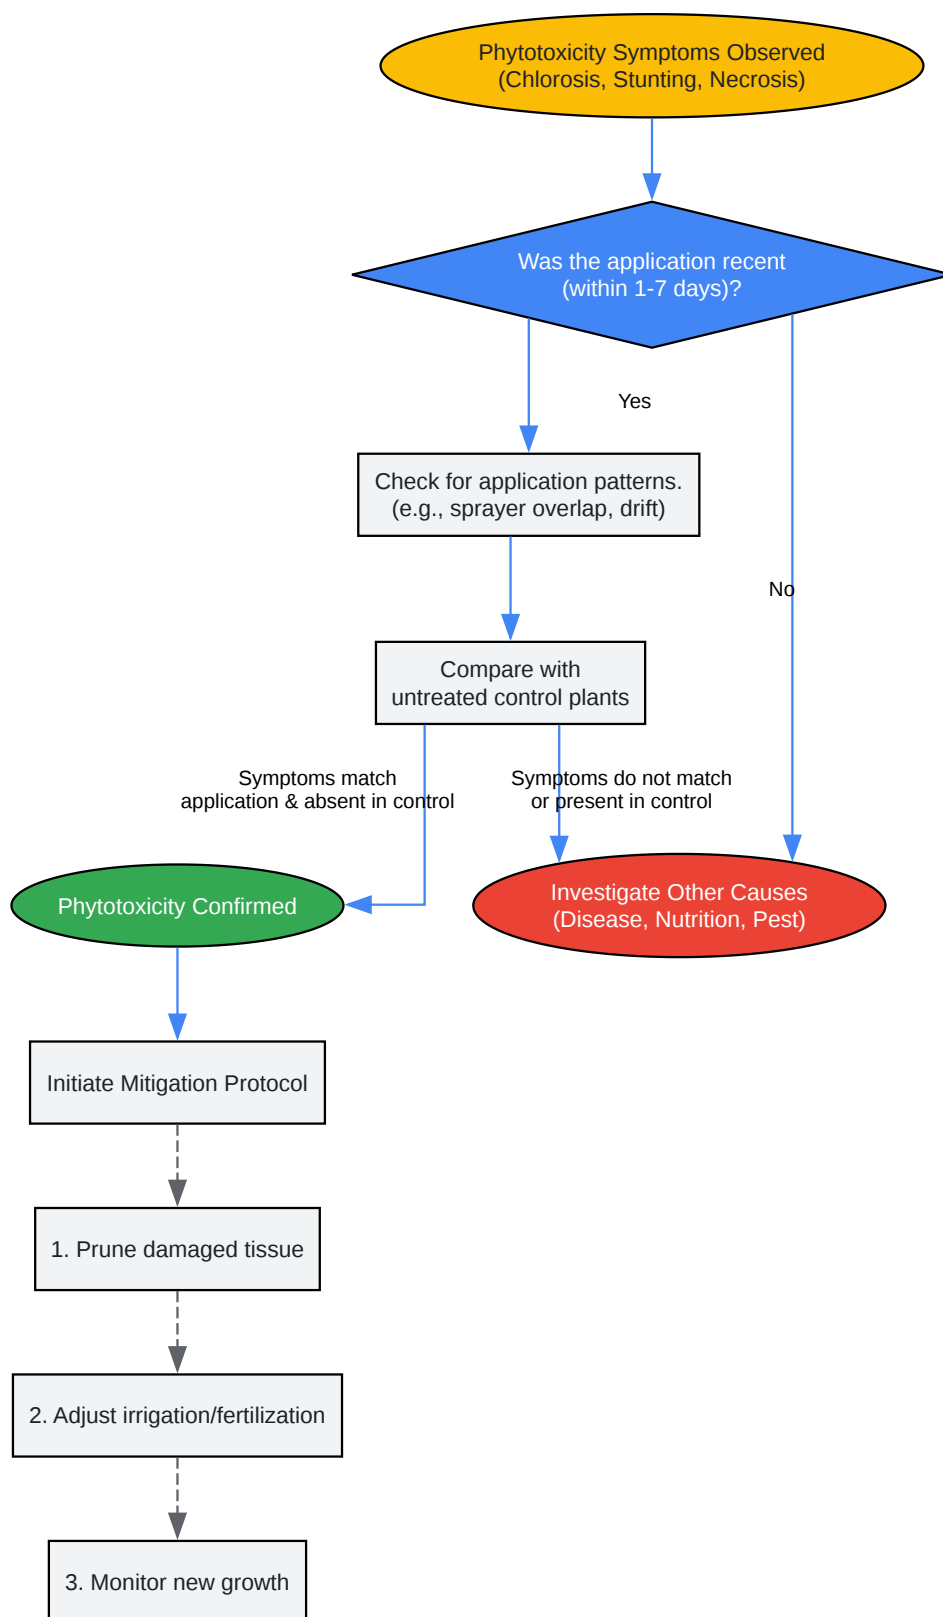 Phytotoxicity Symptoms Observed
(Chlorosis, Stunting, Necrosis)
Was the application recent
(within 1-7 days)?
Yes
Check for application patterns.
(e.g., sprayer overlap, drift)
No
Compare with
untreated control plants
Symptoms match
application & absent in control
Symptoms do not match
or present in control
Phytotoxicity Confirmed
Investigate Other Causes
(Disease, Nutrition, Pest)
Initiate Mitigation Protocol
1. Prune damaged tissue
2. Adjust irrigation/fertilization
3. Monitor new growth